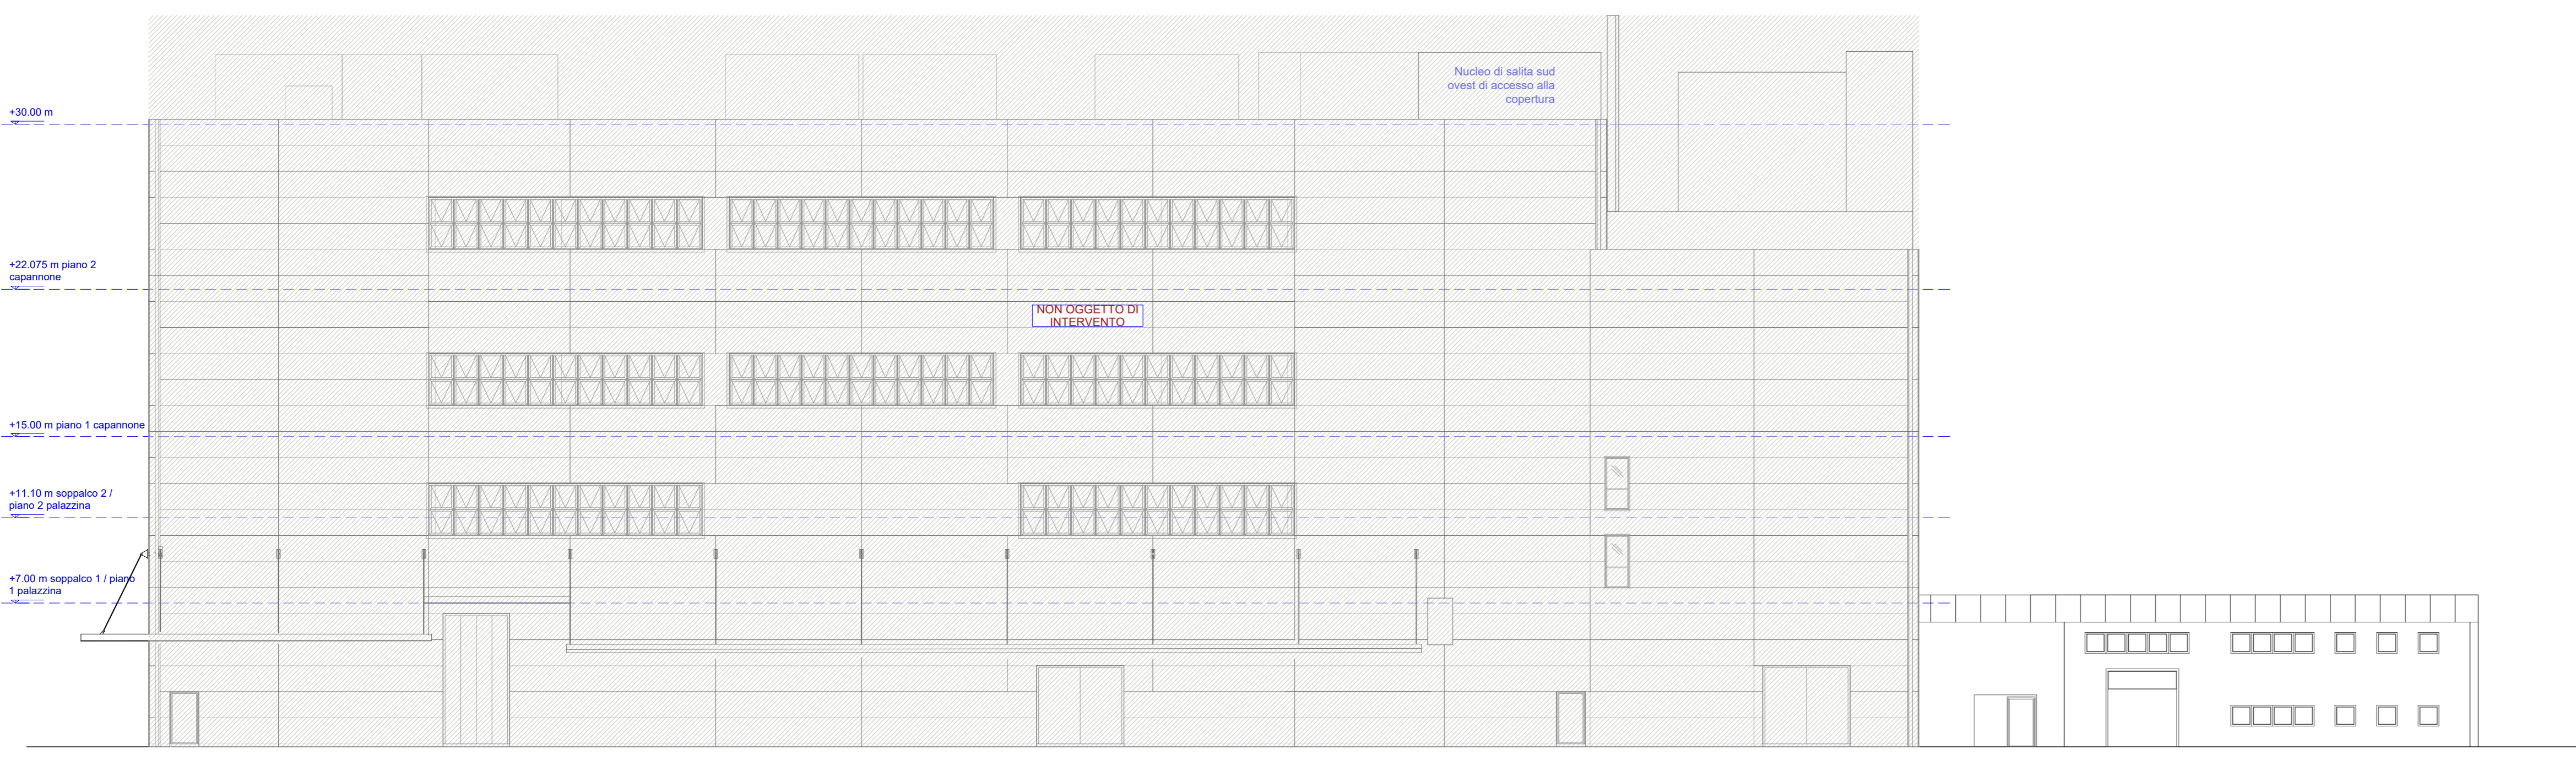 Nucleo di salita sud
ovest di accesso alla
copertura
+30.00 m
+22.075 m piano 2
capannone
NON OGGETTO DI
INTERVENTO
+15.00 m piano 1 capannone
+11.10 m soppalco 2 /
piano 2 palazzina
+7.00 m soppalco 1 / piano
1 palazzina